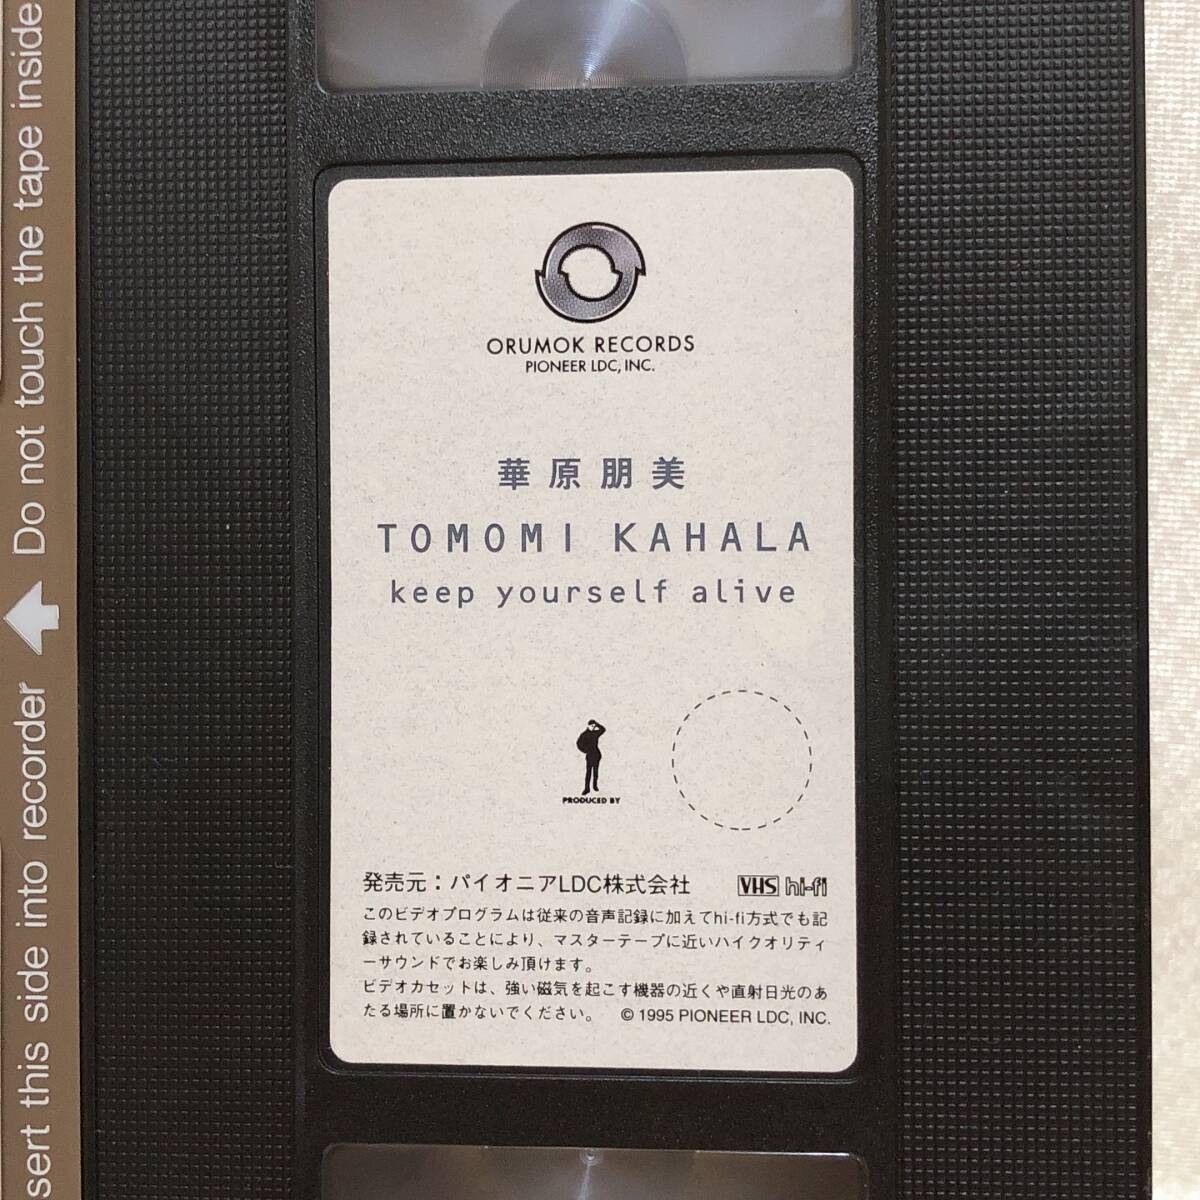 Insert this side into recorder
Do not touch the tape inside
ORUMOK RECORDS
PIONEER LDC, INC.
華原朋美
TOMOMI KAHALA
keep yourself alive
PRODUCED BY
発売元：パイオニアLDC株式会社 VHS hi-fi
このビデオプログラムは従来の音声記録に加えてhi-fi方式でも記
録されていることにより、マスターテープに近いハイクオリティ
ーサウンドでお楽しみ頂けます。
ビデオカセットは、強い磁気を起こす機器の近くや直射日光のあ
たる場所に置かないでください。 © 1995 PIONEER LDC, INC.